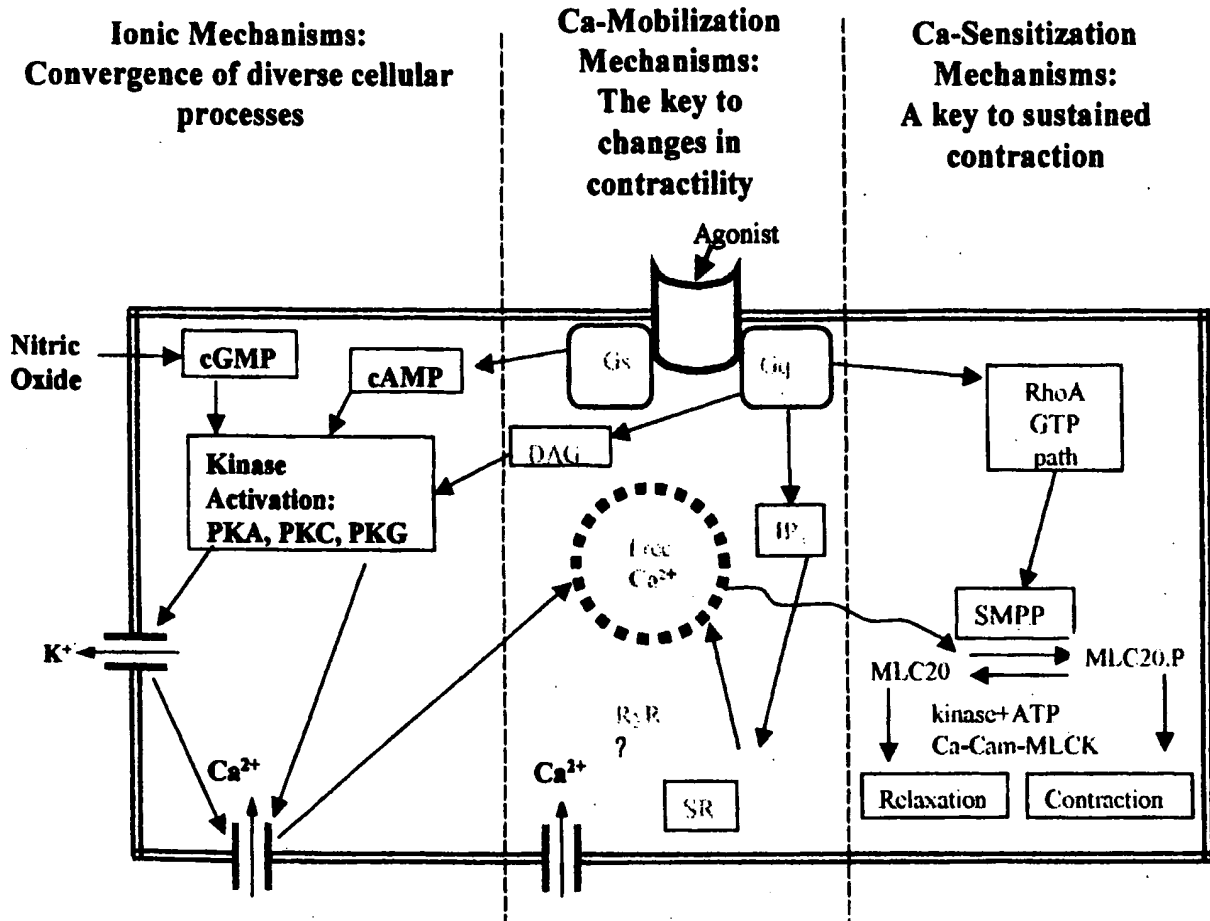 Ionic Mechanisms:
Convergence of diverse cellular
processes
Ca-Mobilization
Mechanisms:
The key to
changes in
contractility
Ca-Sensitization
Mechanisms:
A key to sustained
contraction
Agonist
Nitric
Oxide
cGMP
cAMP
Gs
Gq
RhoA
GTP
path
DAG
Kinase
Activation:
PKA, PKC, PKG
IP3
Free
Ca²⁺
SMPP
K⁺
MLC20
MLC20.P
RyR
?
kinase+ATP
Ca-Cam-MLCK
Ca²⁺
Ca²⁺
SR
Relaxation
Contraction